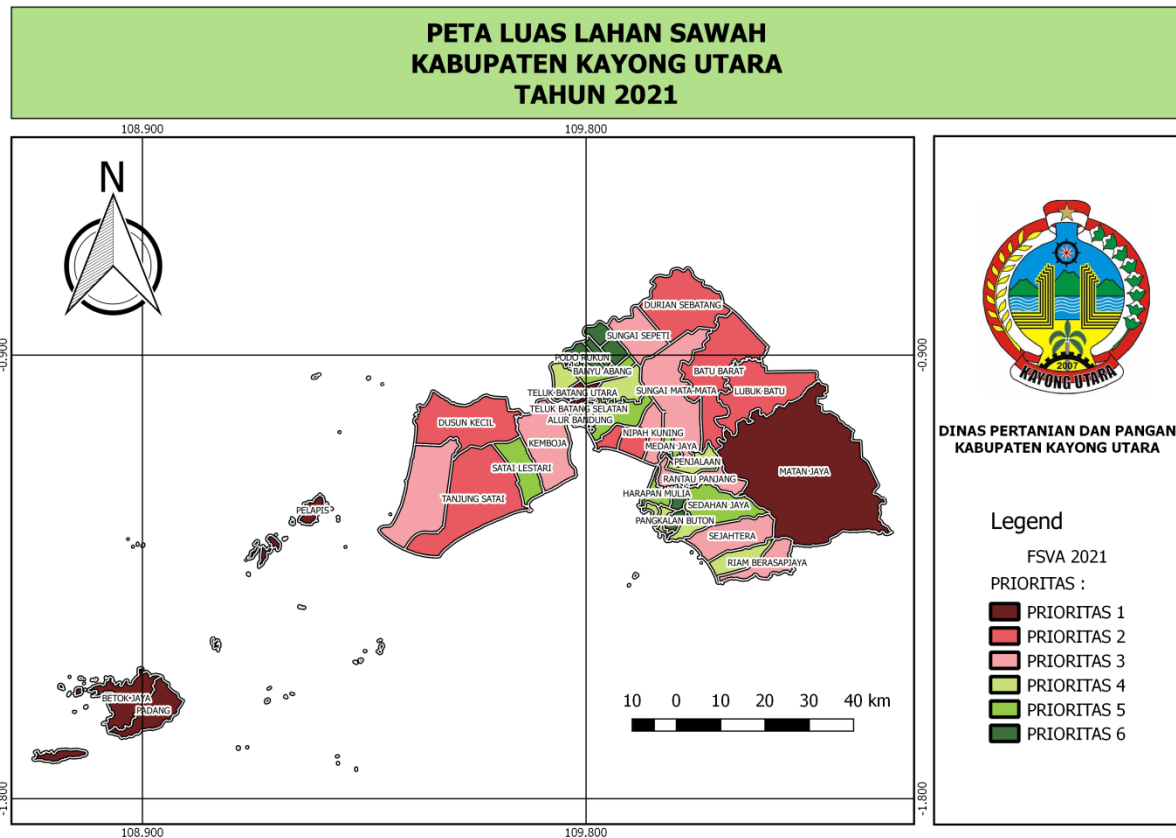 PETA LUAS LAHAN SAWAH
KABUPATEN KAYONG UTARA
TAHUN 2021
108.900
109.800
N
-0.900
-0.900
DURIAN SEBATANG
SUNGAI SEPETI
PODO RUKUN
BANYU ABANG
BATU BARAT
TELUK BATANG UTARA
SUNGAI MATA-MATA
LUBUK BATU
TELUK BATANG SELATAN
DUSUN KECIL
ALUR BANDUNG
NIPAH KUNING
KEMBOJA
MEDAN JAYA
PENJALAAN
SATAI LESTARI
MATAN JAYA
RANTAU PANJANG
TANJUNG SATAI
HARAPAN MULIA
SEDAHAN JAYA
PELAPIS
PANGKALAN BUTON
SEJAHTERA
RIAM BERASAPJAYA
BETOK JAYA
PADANG
10 0 10 20 30 40 km
-1.800
-1.800
108.900
109.800
2007
KAYONG UTARA
DINAS PERTANIAN DAN PANGAN
KABUPATEN KAYONG UTARA
Legend
FSVA 2021
PRIORITAS :
PRIORITAS 1
PRIORITAS 2
PRIORITAS 3
PRIORITAS 4
PRIORITAS 5
PRIORITAS 6